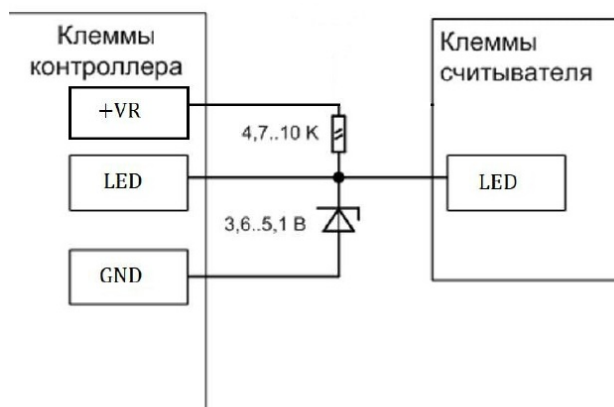 Клеммы
контроллера
+VR
LED
GND
4,7..10 K
3,6..5,1 В
Клеммы
считывателя
LED